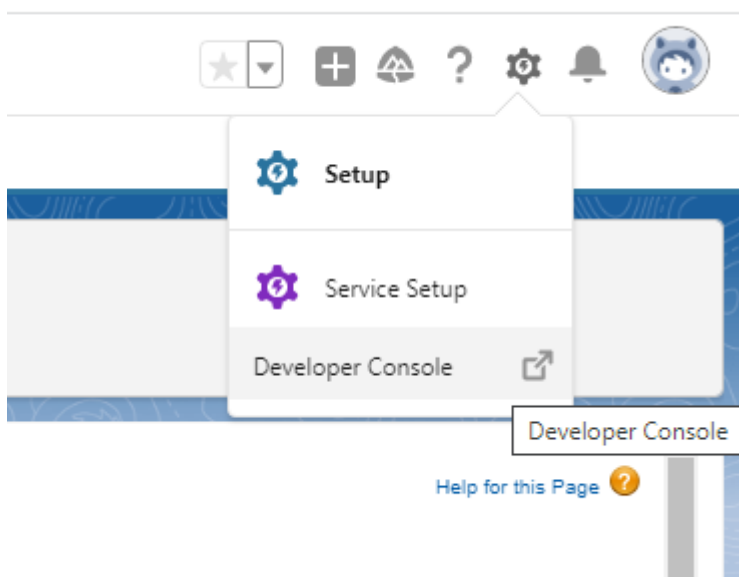 Setup
Service Setup
Developer Console
Developer Console
Help for this Page